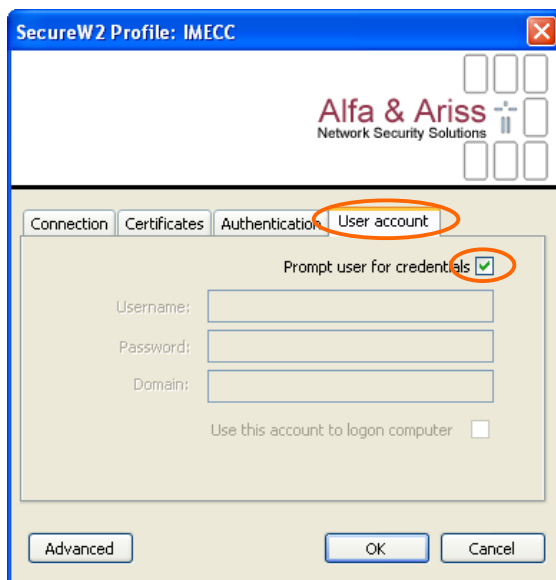 SecureW2 Profile: IMECC
Alfa & Ariss
Network Security Solutions
Connection Certificates Authentication User account
Prompt user for credentials
Username:
Password:
Domain:
Use this account to logon computer
Advanced OK Cancel